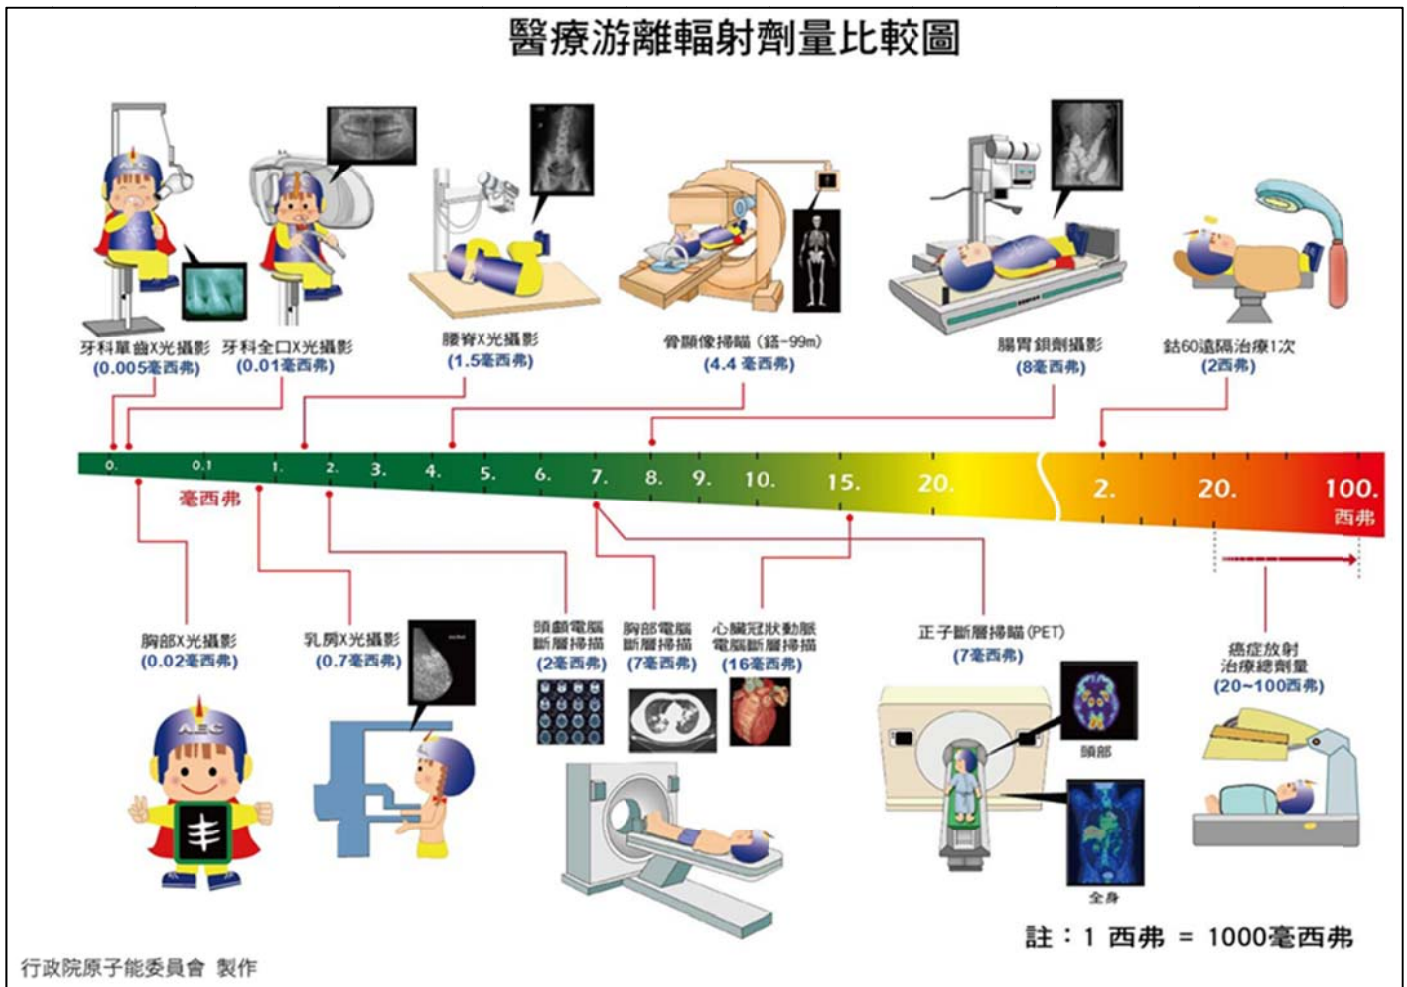 醫療游離輻射劑量比較圖
AEC
牙科單齒X光攝影
(0.005毫西弗)
牙科全口X光攝影
(0.01毫西弗)
腰脊X光攝影
(1.5毫西弗)
骨顯像掃瞄(鎝-99m)
(4.4 毫西弗)
腸胃鋇劑攝影
(8毫西弗)
鈷60遠隔治療1次
(2西弗)
0. 0.1 1. 2. 3. 4. 5. 6. 7. 8. 9. 10. 15. 20. 2. 20. 100.
毫西弗
西弗
胸部X光攝影
(0.02毫西弗)
乳房X光攝影
(0.7毫西弗)
頭顱電腦
斷層掃描
(2毫西弗)
胸部電腦
斷層掃描
(7毫西弗)
心臟冠狀動脈
電腦斷層掃描
(16毫西弗)
正子斷層掃瞄(PET)
(7毫西弗)
癌症放射
治療總劑量
(20~100西弗)
AEC
頭部
全身
註：1 西弗 = 1000毫西弗
行政院原子能委員會 製作